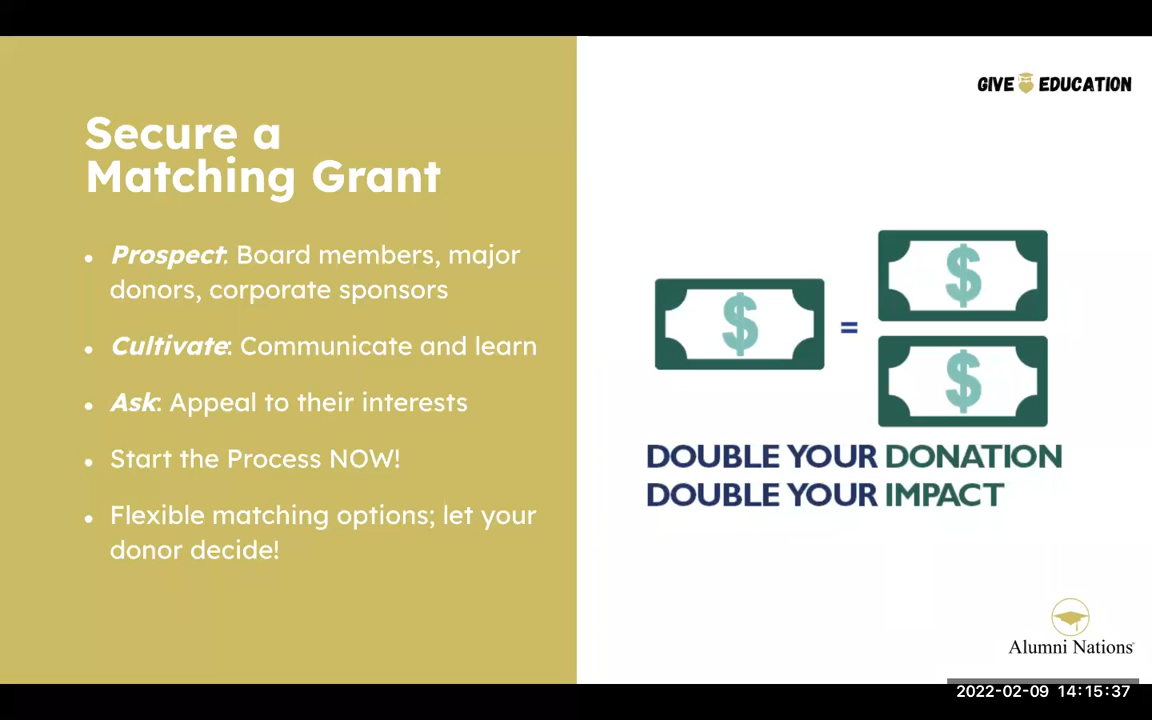 GIVE EDUCATION
Secure a
Matching Grant
• Prospect: Board members, major
donors, corporate sponsors
• Cultivate: Communicate and learn
• Ask: Appeal to their interests
• Start the Process NOW!
• Flexible matching options; let your
donor decide!
$ = $
$
DOUBLE YOUR DONATION
DOUBLE YOUR IMPACT
Alumni Nations
2022-02-09 14:15:37